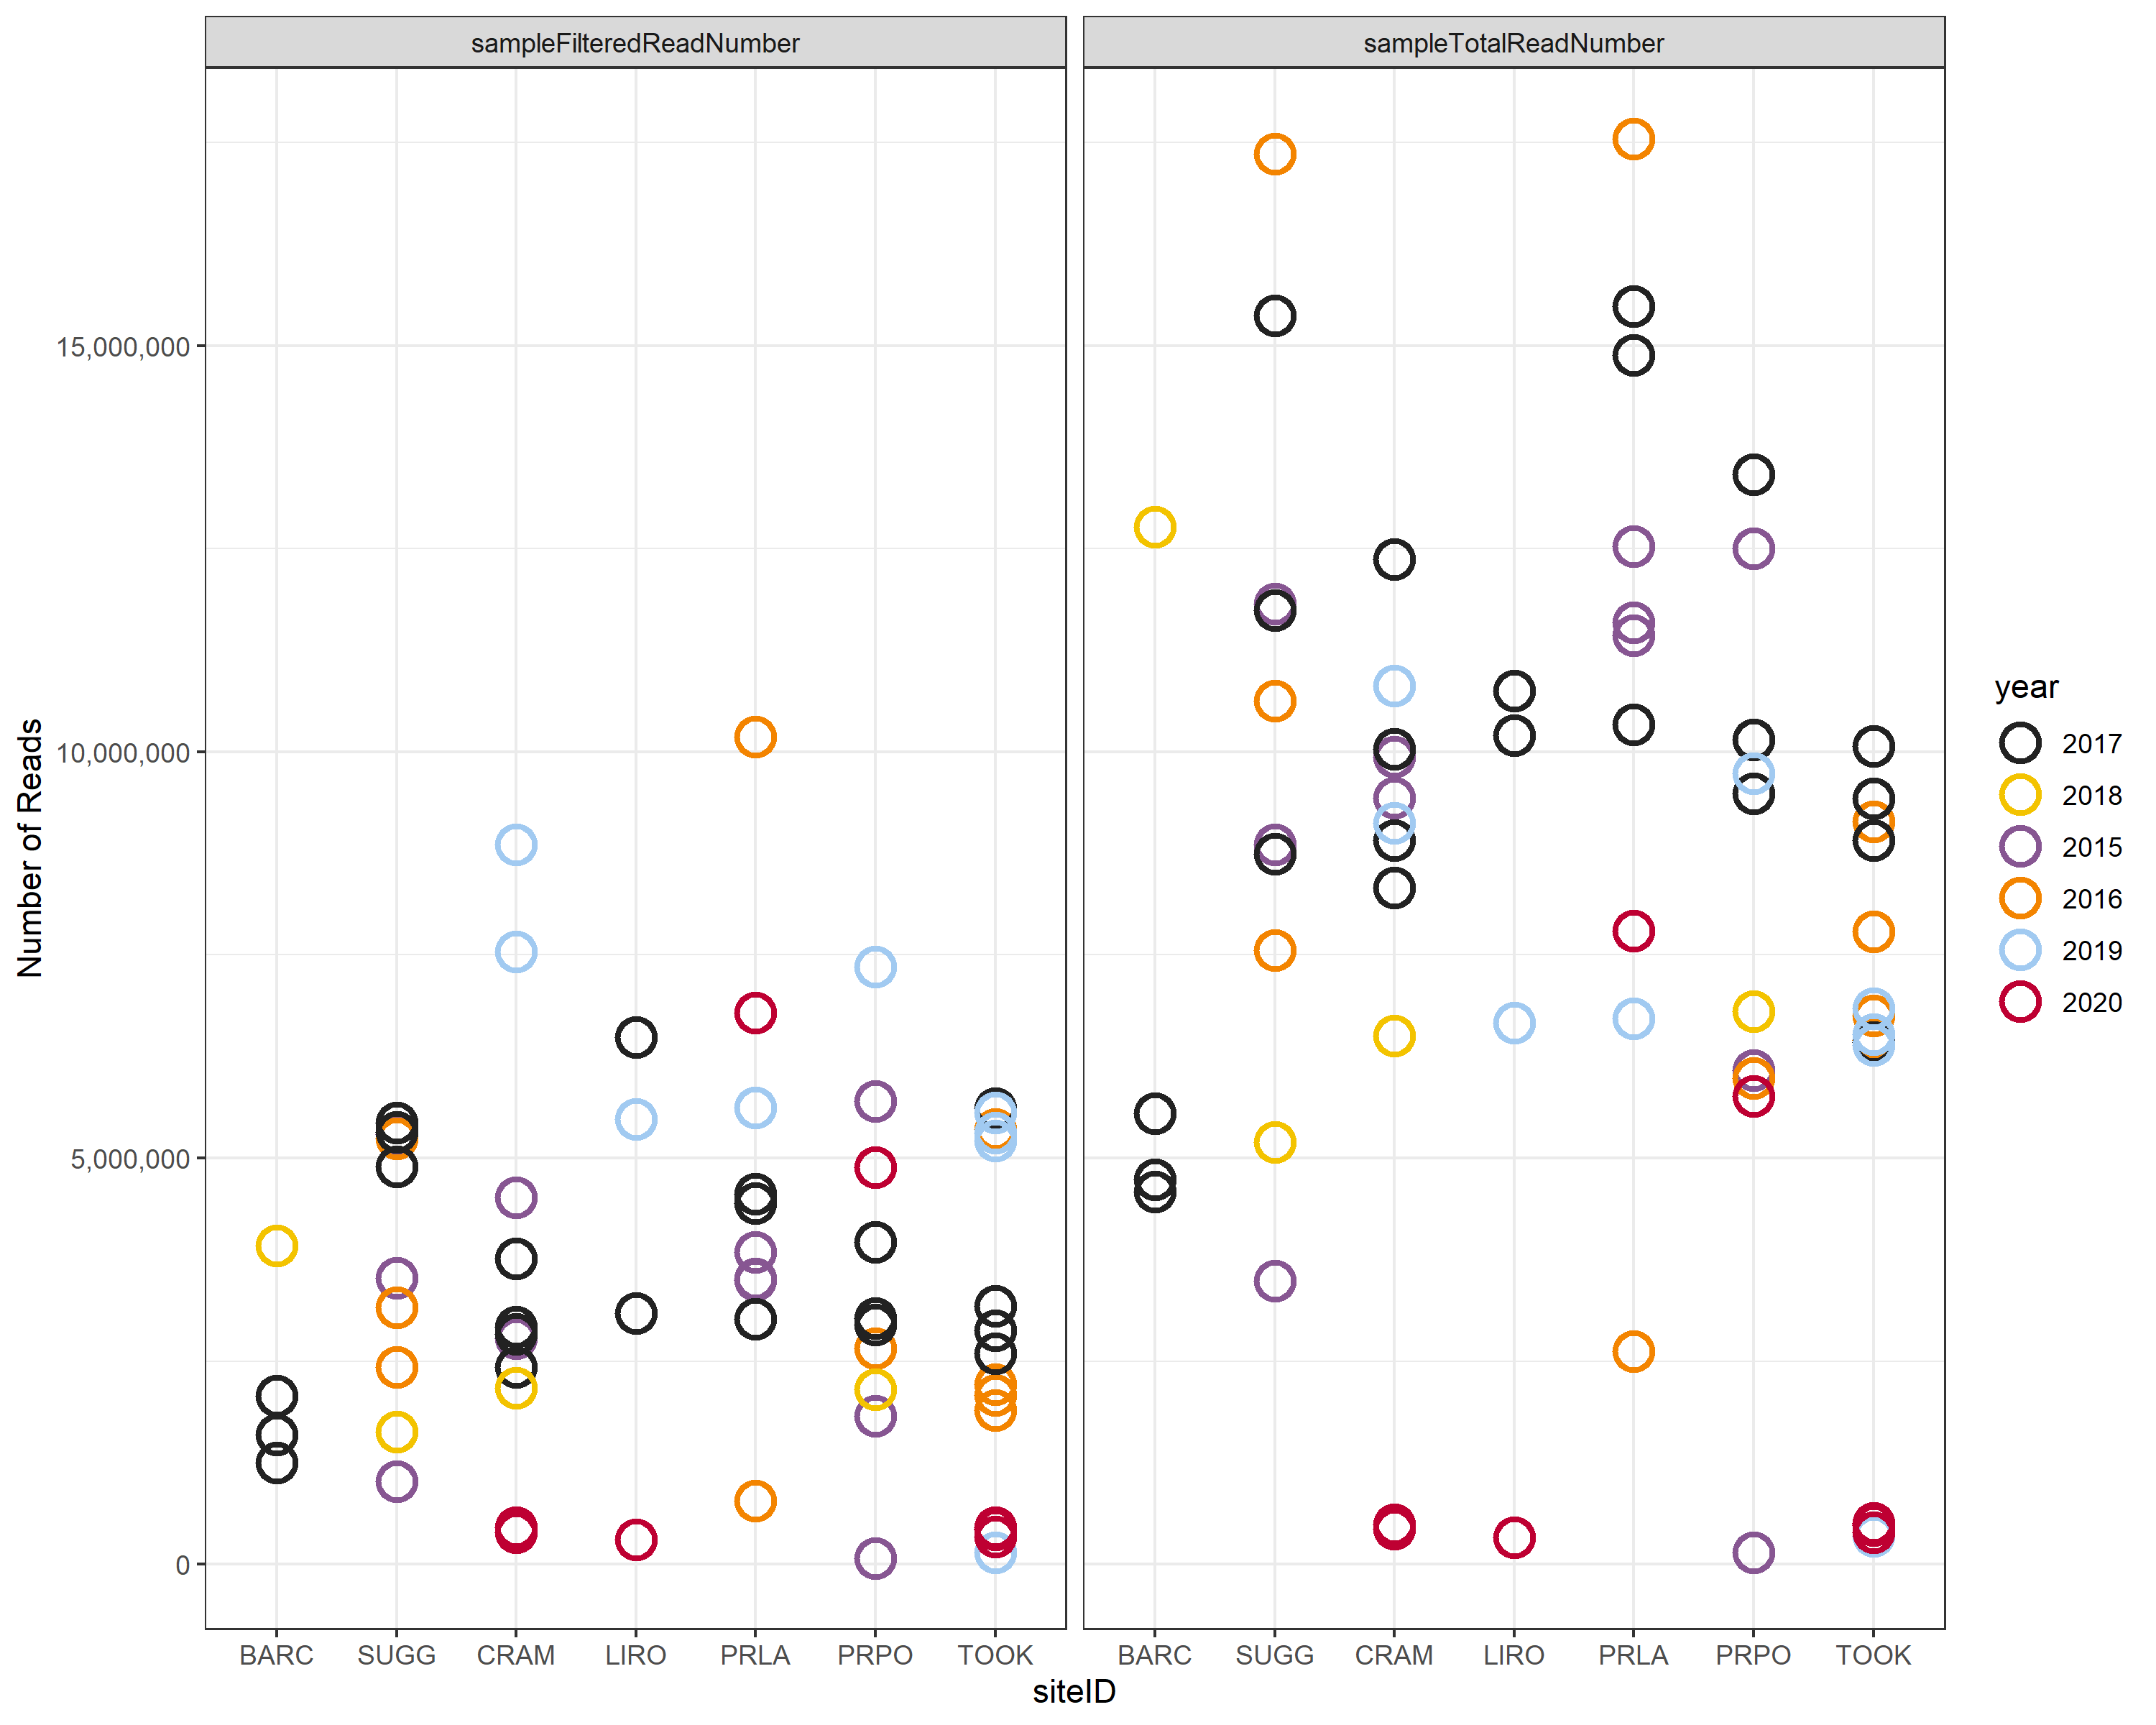 sampleFilteredReadNumber
sampleTotalReadNumber
Number of Reads
15,000,000
10,000,000
5,000,000
0
BARC SUGG CRAM LIRO PRLA PRPO TOOK
BARC SUGG CRAM LIRO PRLA PRPO TOOK
siteID
year
2017
2018
2015
2016
2019
2020